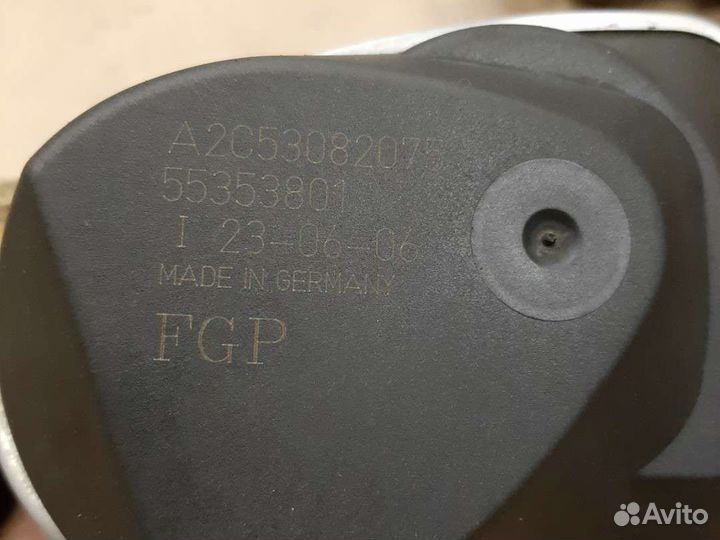 A2C53082075
55353801
I 23-06-06
MADE IN GERMANY
FGP
Avito